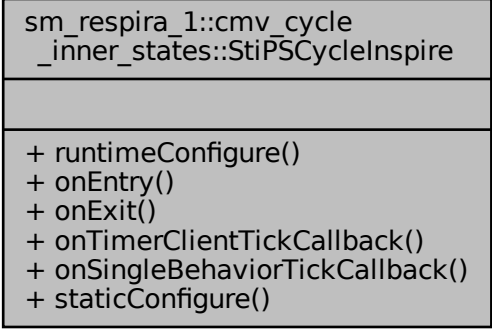 sm_respira_1::cmv_cycle
_inner_states::StiPSCycleInspire
+ runtimeConfigure()
+ onEntry()
+ onExit()
+ onTimerClientTickCallback()
+ onSingleBehaviorTickCallback()
+ staticConfigure()